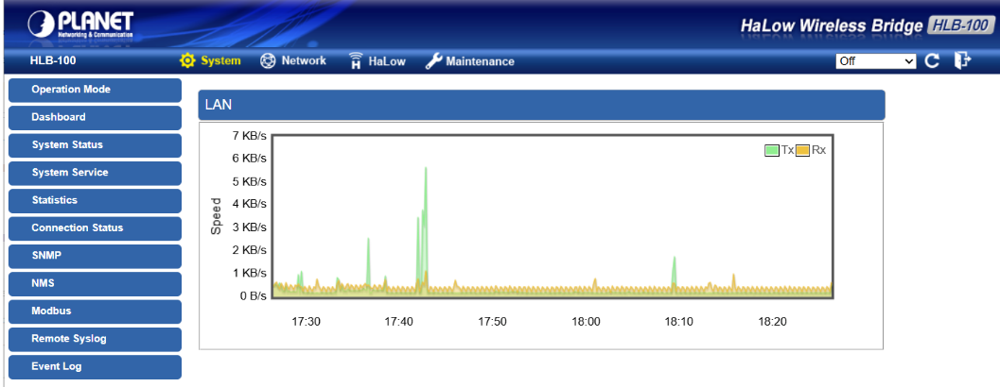 PLANET
Networking & Communication
HaLow Wireless Bridge HLB-100
HLB-100 System Network HaLow Maintenance Off
Operation Mode
Dashboard
System Status
System Service
Statistics
Connection Status
SNMP
NMS
Modbus
Remote Syslog
Event Log
LAN
Tx Rx
Speed
7 KB/s
6 KB/s
5 KB/s
4 KB/s
3 KB/s
2 KB/s
1 KB/s
0 B/s
17:30 17:40 17:50 18:00 18:10 18:20